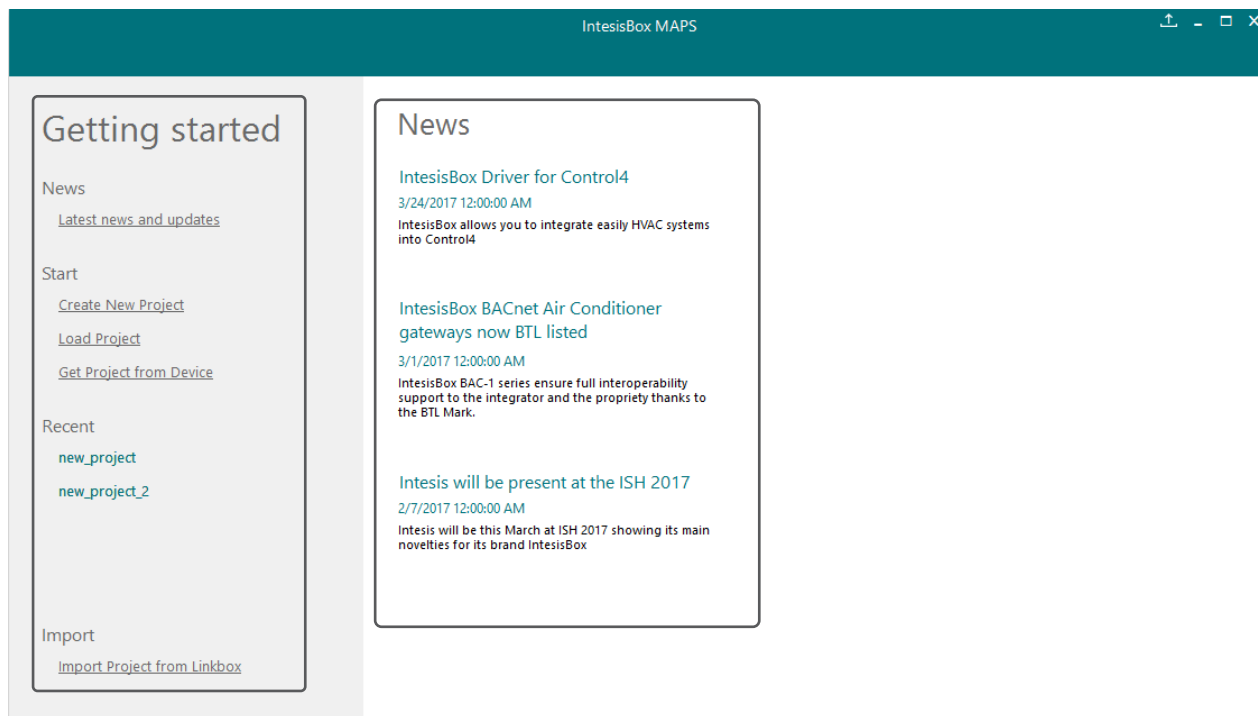 IntesisBox MAPS
Getting started
News
Latest news and updates
Start
Create New Project
Load Project
Get Project from Device
Recent
new_project
new_project_2
Import
Import Project from Linkbox
News
IntesisBox Driver for Control4
3/24/2017 12:00:00 AM
IntesisBox allows you to integrate easily HVAC systems
into Control4
IntesisBox BACnet Air Conditioner
gateways now BTL listed
3/1/2017 12:00:00 AM
IntesisBox BAC-1 series ensure full interoperability
support to the integrator and the propriety thanks to
the BTL Mark.
Intesis will be present at the ISH 2017
2/7/2017 12:00:00 AM
Intesis will be this March at ISH 2017 showing its main
novelties for its brand IntesisBox